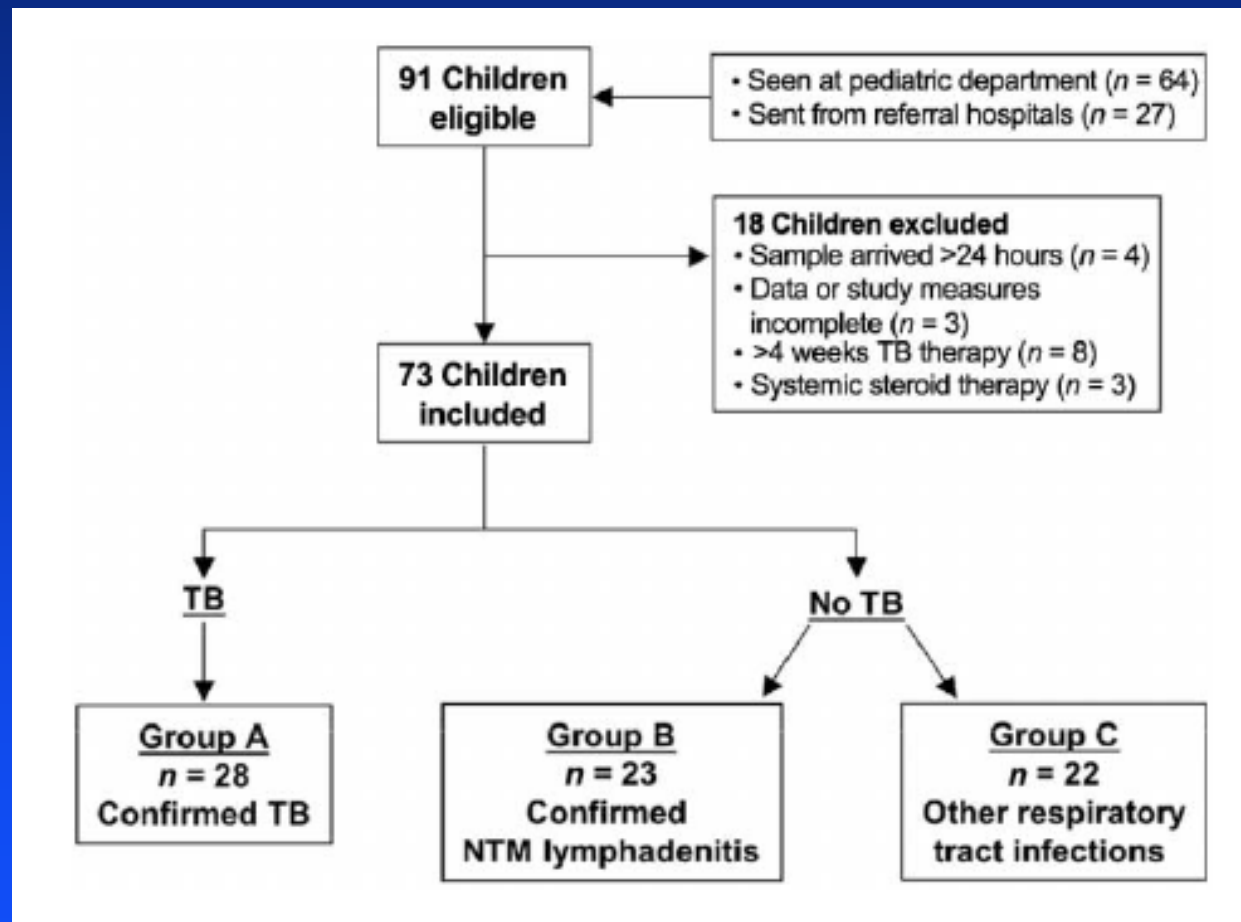 91 Children
eligible
• Seen at pediatric department (n = 64)
• Sent from referral hospitals (n = 27)
18 Children excluded
• Sample arrived >24 hours (n = 4)
• Data or study measures
incomplete (n = 3)
• >4 weeks TB therapy (n = 8)
• Systemic steroid therapy (n = 3)
73 Children
included
TB
No TB
Group A
n = 28
Confirmed TB
Group B
n = 23
Confirmed
NTM lymphadenitis
Group C
n = 22
Other respiratory
tract infections